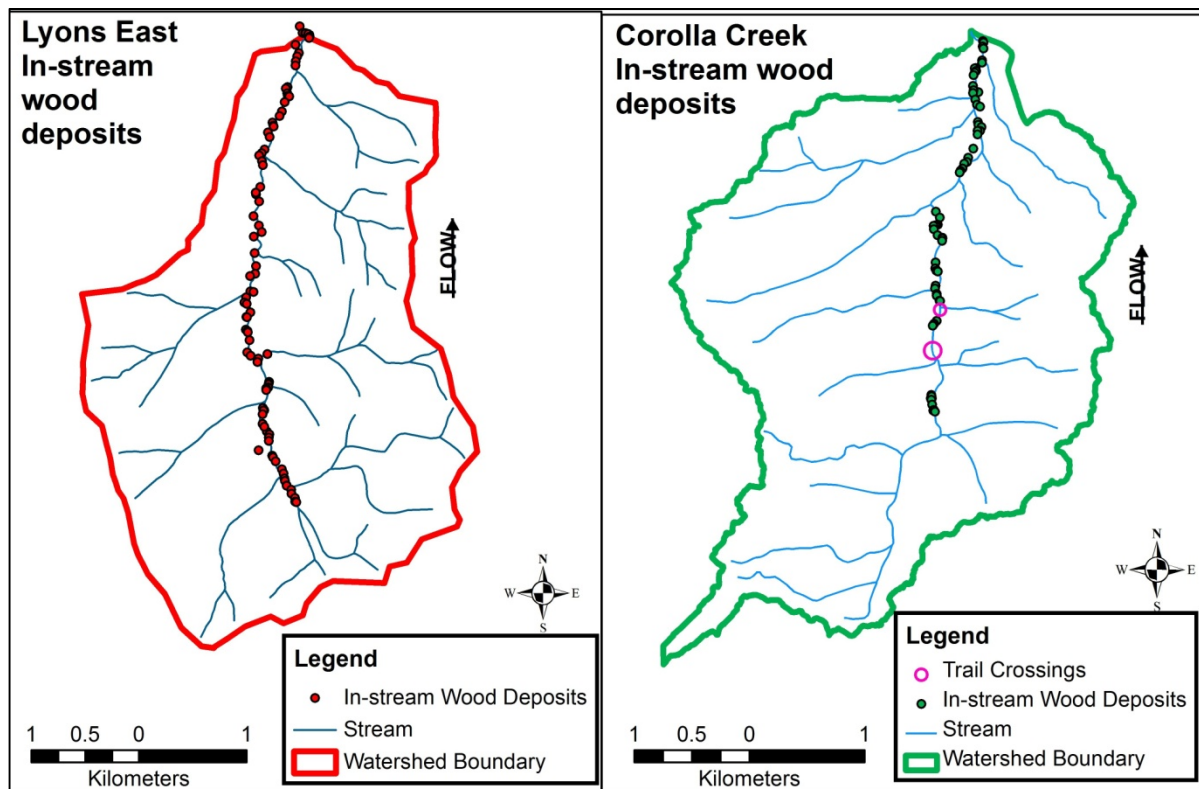 Lyons East
In-stream
wood
deposits
FLOW
N
W E
S
1 0.5 0 1
Kilometers
Legend
In-stream Wood Deposits
Stream
Watershed Boundary
Corolla Creek
In-stream wood
deposits
FLOW
N
W E
S
1 0.5 0 1
Kilometers
Legend
Trail Crossings
In-stream Wood Deposits
Stream
Watershed Boundary